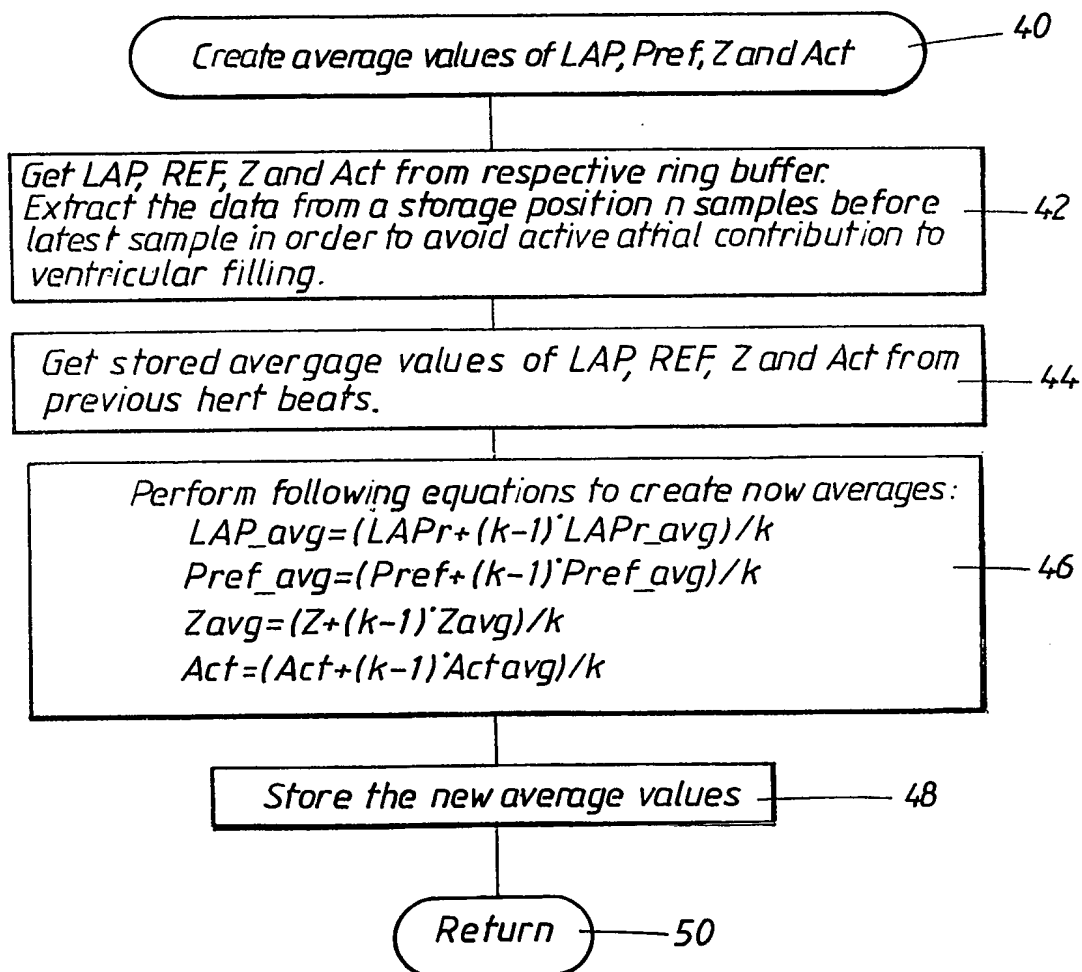 Create average values of LAP, Pref, Z and Act
40
Get LAP, REF, Z and Act from respective ring buffer.
Extract the data from a storage position n samples before
latest sample in order to avoid active atrial contribution to
ventricular filling.
42
Get stored avergage values of LAP, REF, Z and Act from
previous hert beats.
44
Perform following equations to create now averages:
LAP_avg=(LAPr+(k-1)·LAPr_avg)/k
Pref_avg=(Pref+(k-1)·Pref_avg)/k
Zavg=(Z+(k-1)·Zavg)/k
Act=(Act+(k-1)·Actavg)/k
46
Store the new average values
48
Return
50